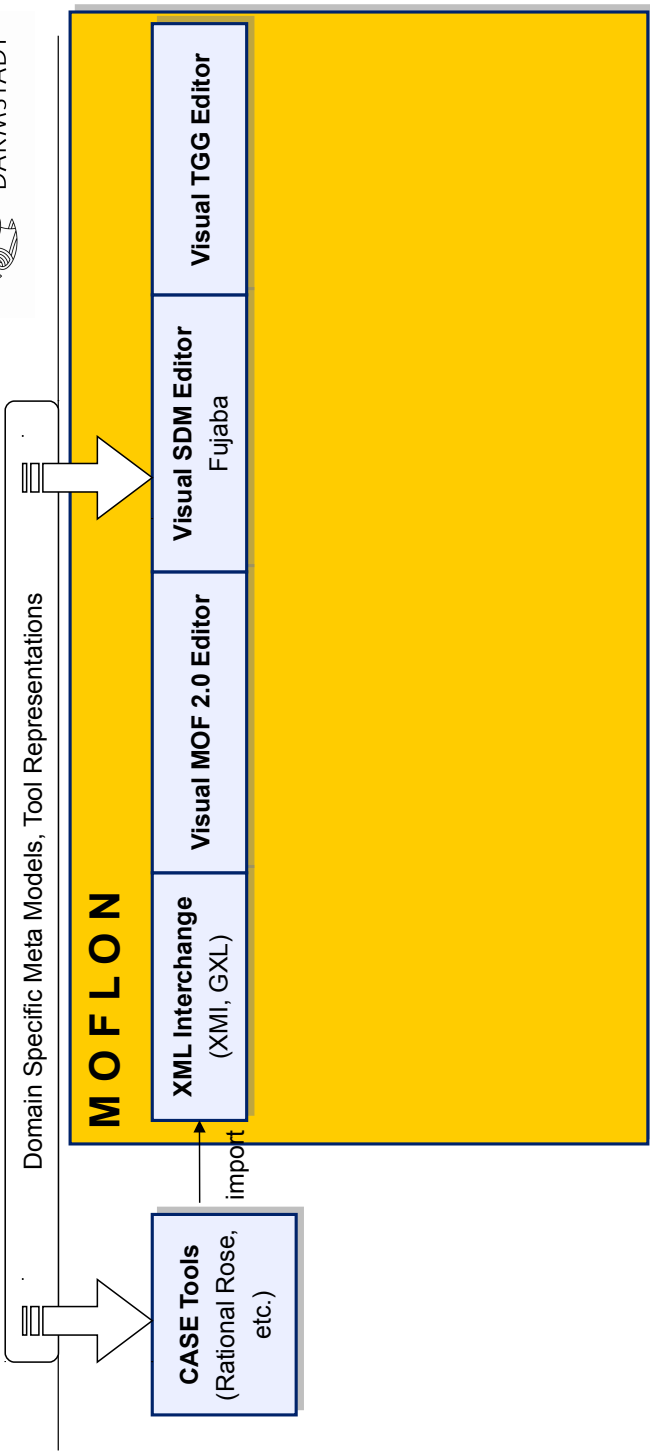 DARMSTADT
Domain Specific Meta Models, Tool Representations
MOFLON
CASE Tools
(Rational Rose,
etc.)
import
XML Interchange
(XMI, GXL)
Visual MOF 2.0 Editor
Visual SDM Editor
Fujaba
Visual TGG Editor